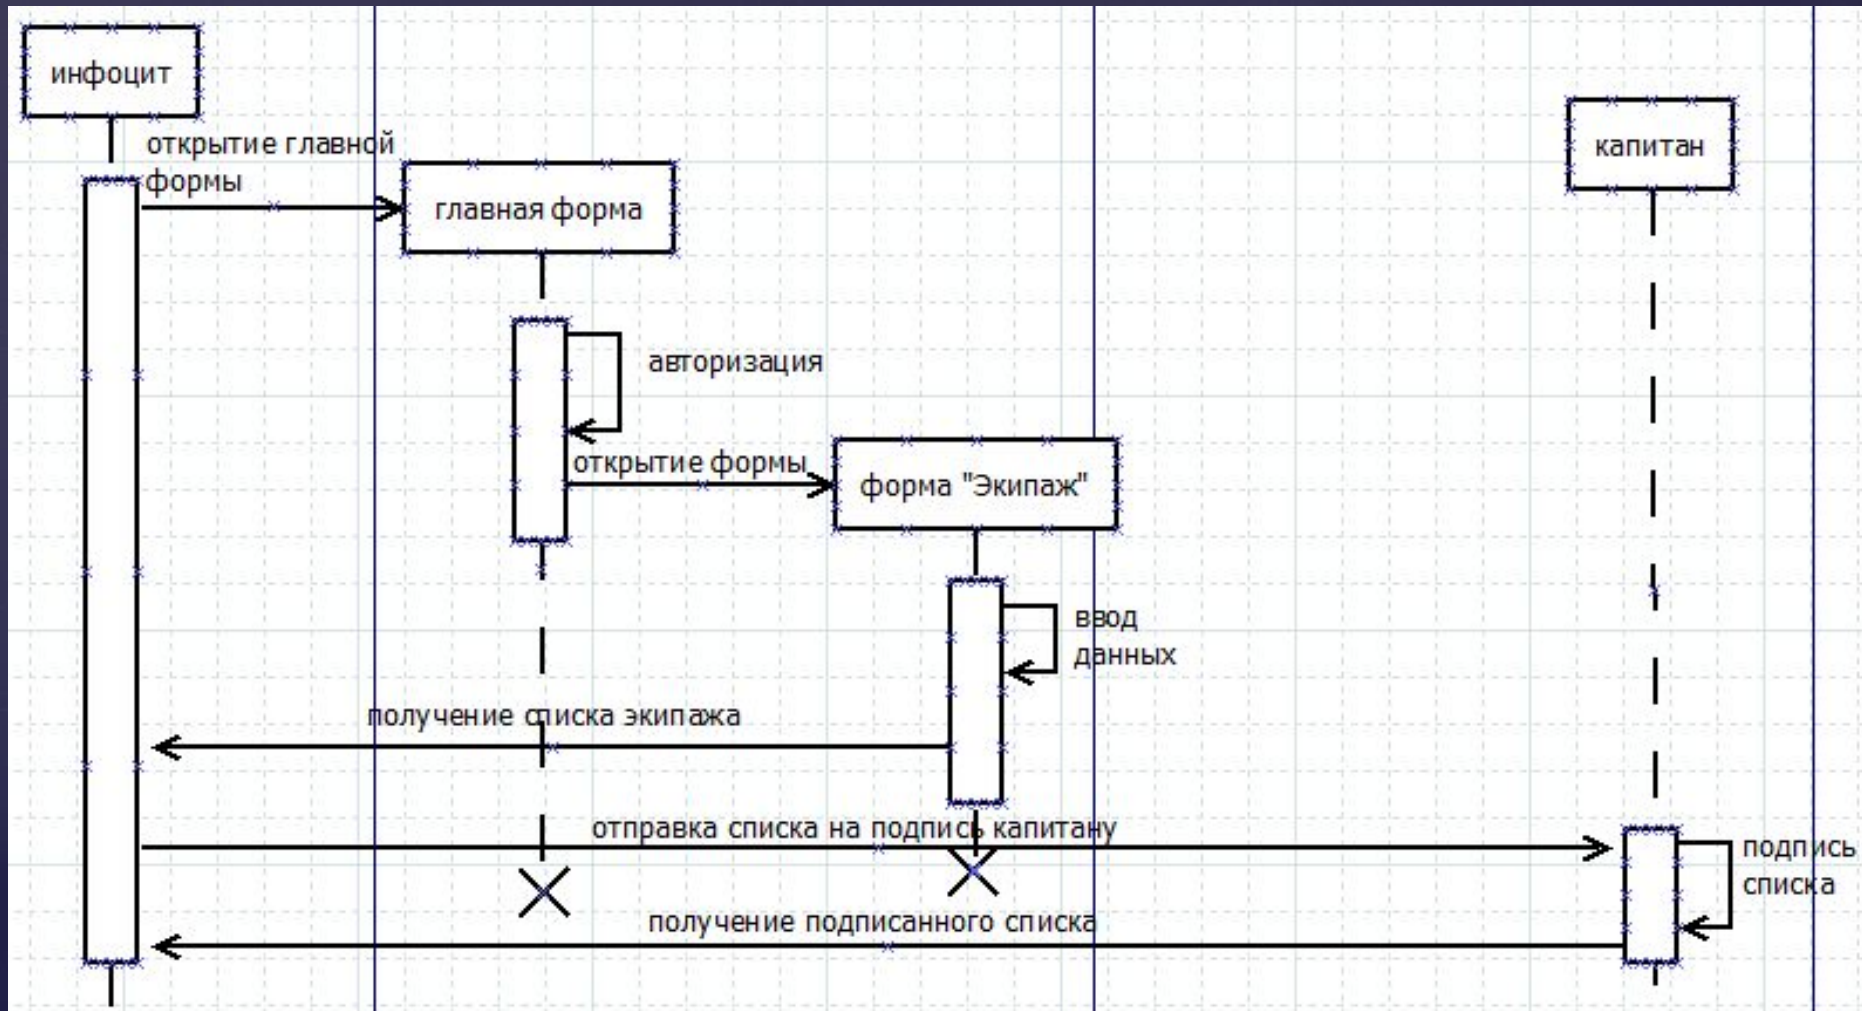 инфоцит
капитан
открытие главной
формы
главная форма
авторизация
открытие формы
форма "Экипаж"
ввод
данных
получение списка экипажа
отправка списка на подпись капитану
подпись
списка
получение подписанного списка